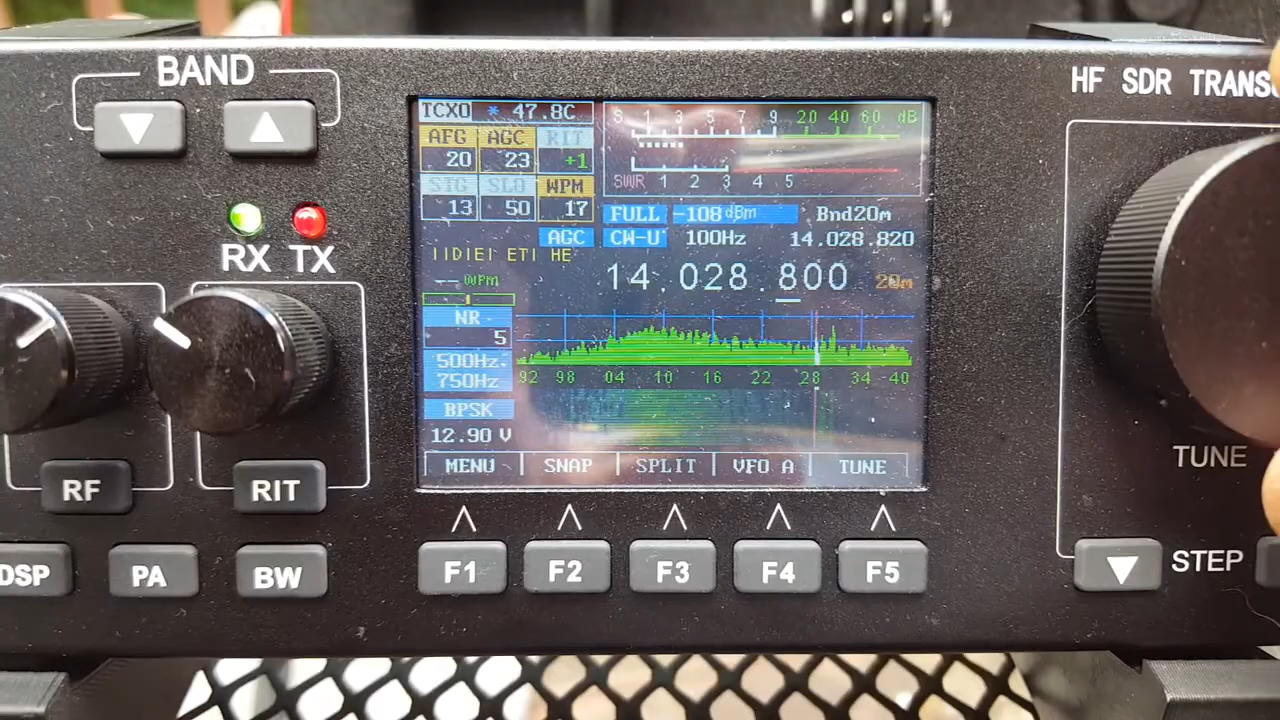 BAND
HF SDR TRANS
RX TX
TCXO * 47.8C
AFG AGC RIT
20 23 +1
STG SLO WPM
13 50 17
AGC
S 1 3 5 7 9 20 40 60 dB
SWR 1 2 3 4 5
FULL -108dBm Bnd20m
CW-U 100Hz 14.028.820
IIDIEI ETI HE
14.028.800 20m
--WPM
NR
5
500Hz
750Hz
92 98 04 10 16 22 28 34 -40
BPSK
12.90 V
MENU SNAP SPLIT VFO A TUNE
TUNE
RF RIT
DSP PA BW
F1 F2 F3 F4 F5
STEP